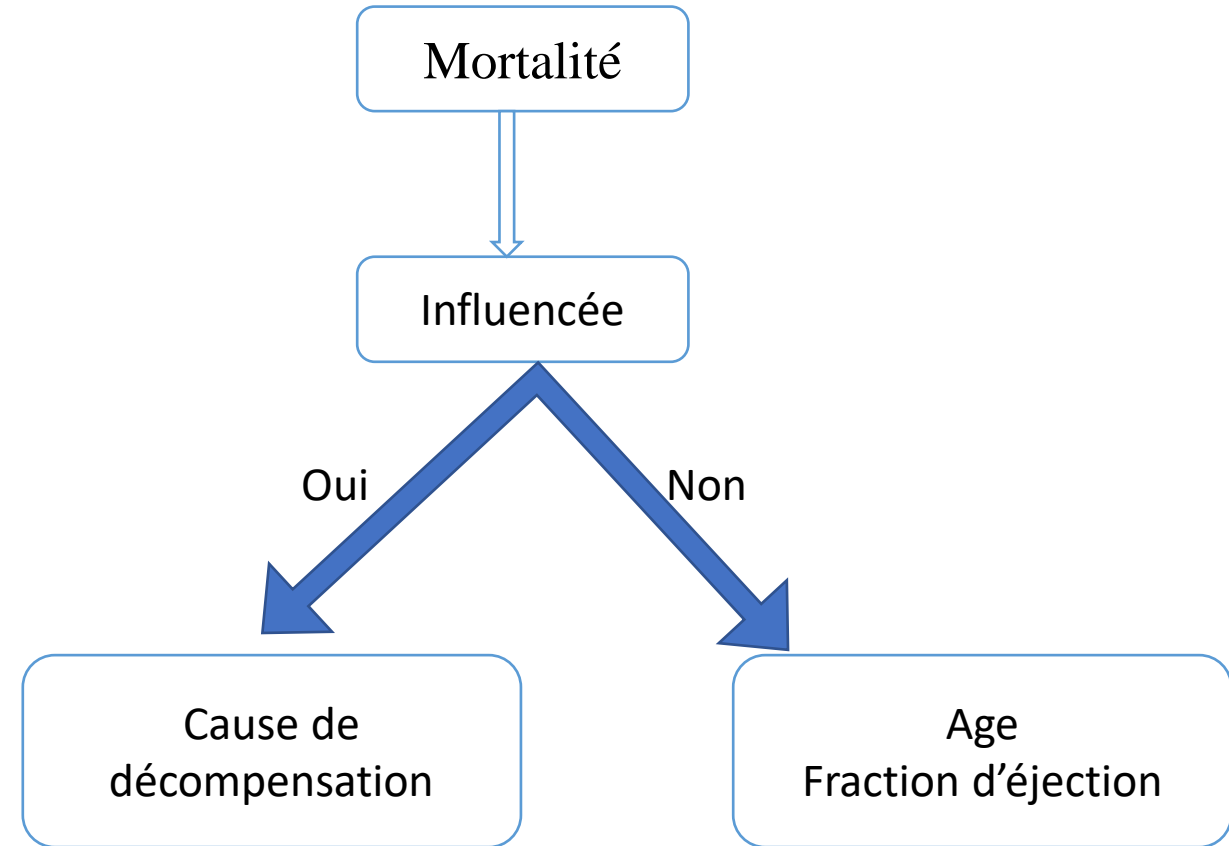 Mortalité
Influencée
Oui
Non
Cause de
décompensation
Age
Fraction d’éjection